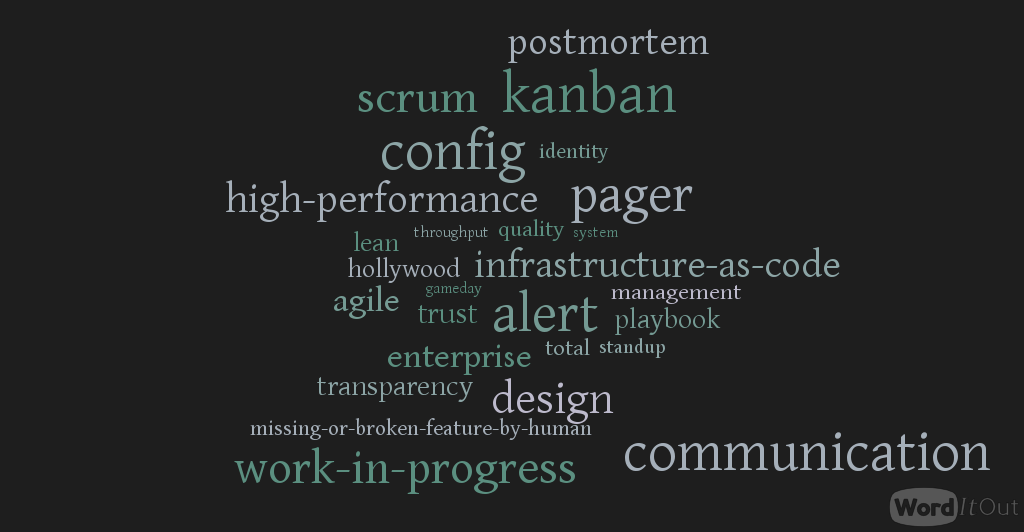 postmortem
scrum kanban
config identity
high-performance pager
throughput quality system
lean
hollywood infrastructure-as-code
gameday management
agile trust alert playbook
enterprise total standup
transparency design
missing-or-broken-feature-by-human
work-in-progress communication
WordItOut